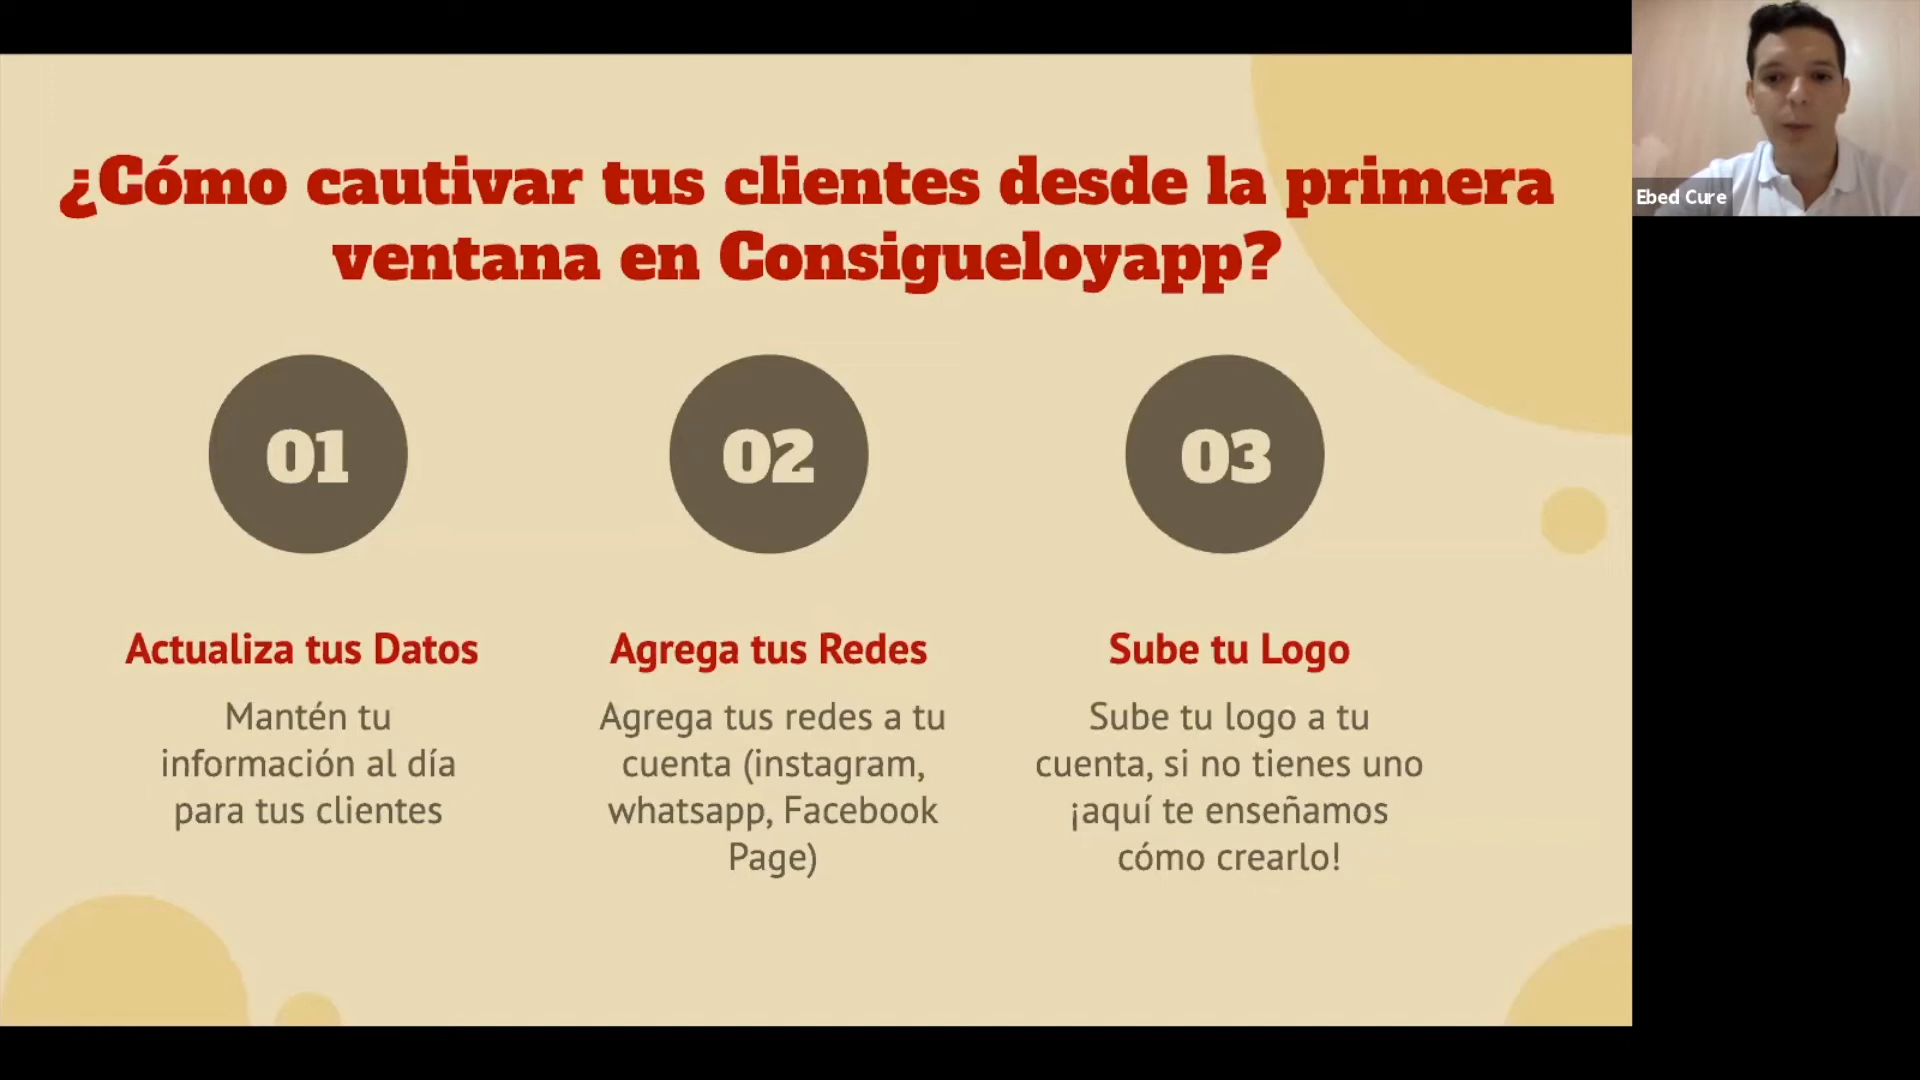 ¿Cómo cautivar tus clientes desde la primera
ventana en Consigueloyapp?
01
Actualiza tus Datos
Mantén tu
información al día
para tus clientes
02
Agrega tus Redes
Agrega tus redes a tu
cuenta (instagram,
whatsapp, Facebook
Page)
03
Sube tu Logo
Sube tu logo a tu
cuenta, si no tienes uno
¡aquí te enseñamos
cómo crearlo!
Ebed Cure